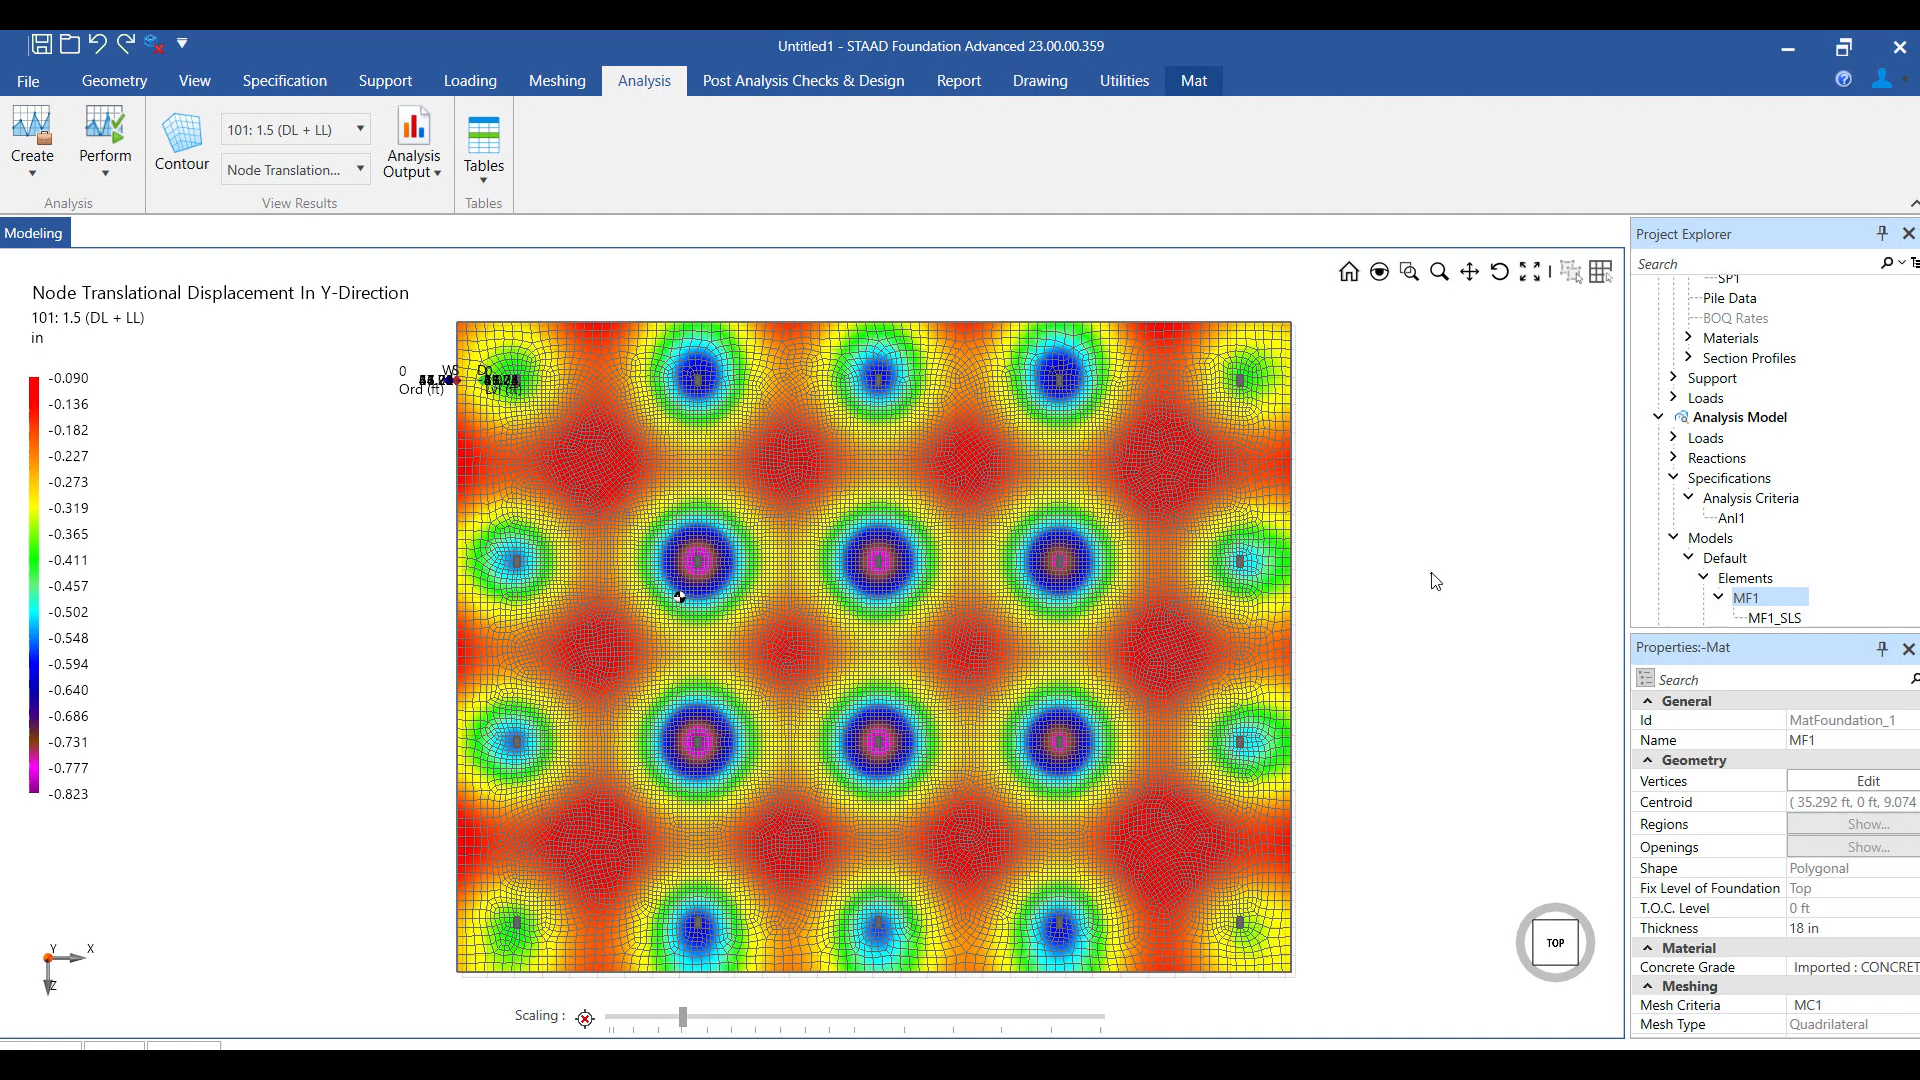 Untitled1 - STAAD Foundation Advanced 23.00.00.359
File Geometry View Specification Support Loading Meshing Analysis Post Analysis Checks & Design Report Drawing Utilities Mat
Create
Perform
Contour
101: 1.5 (DL + LL)
Node Translation...
Analysis
Output
Tables
Analysis
View Results
Tables
Modeling
Node Translational Displacement In Y-Direction
101: 1.5 (DL + LL)
in
-0.090
-0.136
-0.182
-0.227
-0.273
-0.319
-0.365
-0.411
-0.457
-0.502
-0.548
-0.594
-0.640
-0.686
-0.731
-0.777
-0.823
0
Ord (ft)
Y
X
Z
TOP
Scaling :
Project Explorer
Search
SP1
Pile Data
BOQ Rates
Materials
Section Profiles
Support
Loads
Analysis Model
Loads
Reactions
Specifications
Analysis Criteria
Anl1
Models
Default
Elements
MF1
MF1_SLS
Properties:-Mat
Search
General
Id MatFoundation_1
Name MF1
Geometry
Vertices Edit
Centroid ( 35.292 ft, 0 ft, 9.074
Regions Show...
Openings Show...
Shape Polygonal
Fix Level of Foundation Top
T.O.C. Level 0 ft
Thickness 18 in
Material
Concrete Grade Imported : CONCRET
Meshing
Mesh Criteria MC1
Mesh Type Quadrilateral